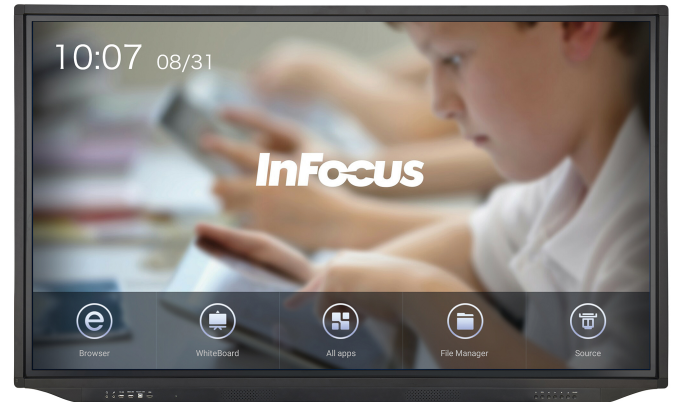 10:07 08/31
InFocus
Browser
WhiteBoard
All apps
File Manager
Source